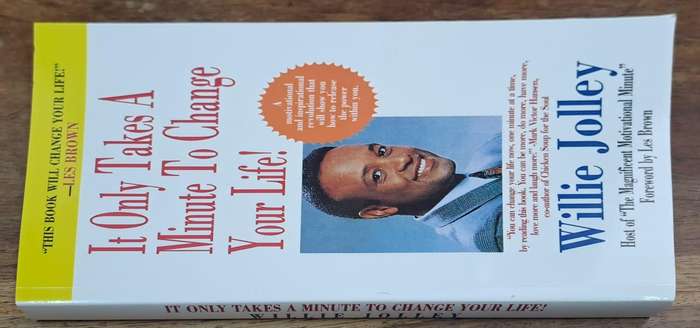 "THIS BOOK WILL CHANGE YOUR LIFE!"
—LES BROWN
It Only Takes A
Minute To Change
Your Life!
A
motivational
and inspirational
revolution that
will show you
how to release
the power
within you.
"You can change your life now, one minute at a time,
by reading this book. You can be more, do more, have more,
love more and laugh more." -Mark Victor Hansen,
co-author of Chicken Soup for the Soul
Willie Jolley
Host of "The Magnificent Motivational Minute"
Foreword by Les Brown
IT ONLY TAKES A MINUTE TO CHANGE YOUR LIFE!
WILLIE JOLLEY